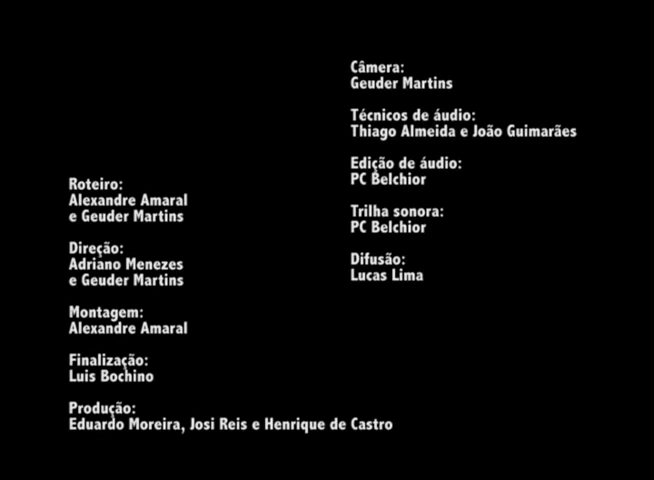 Roteiro:
Alexandre Amaral
e Geuder Martins
Direção:
Adriano Menezes
e Geuder Martins
Montagem:
Alexandre Amaral
Finalização:
Luis Bochino
Produção:
Eduardo Moreira, Josi Reis e Henrique de Castro
Câmera:
Geuder Martins
Técnicos de áudio:
Thiago Almeida e João Guimarães
Edição de áudio:
PC Belchior
Trilha sonora:
PC Belchior
Difusão:
Lucas Lima